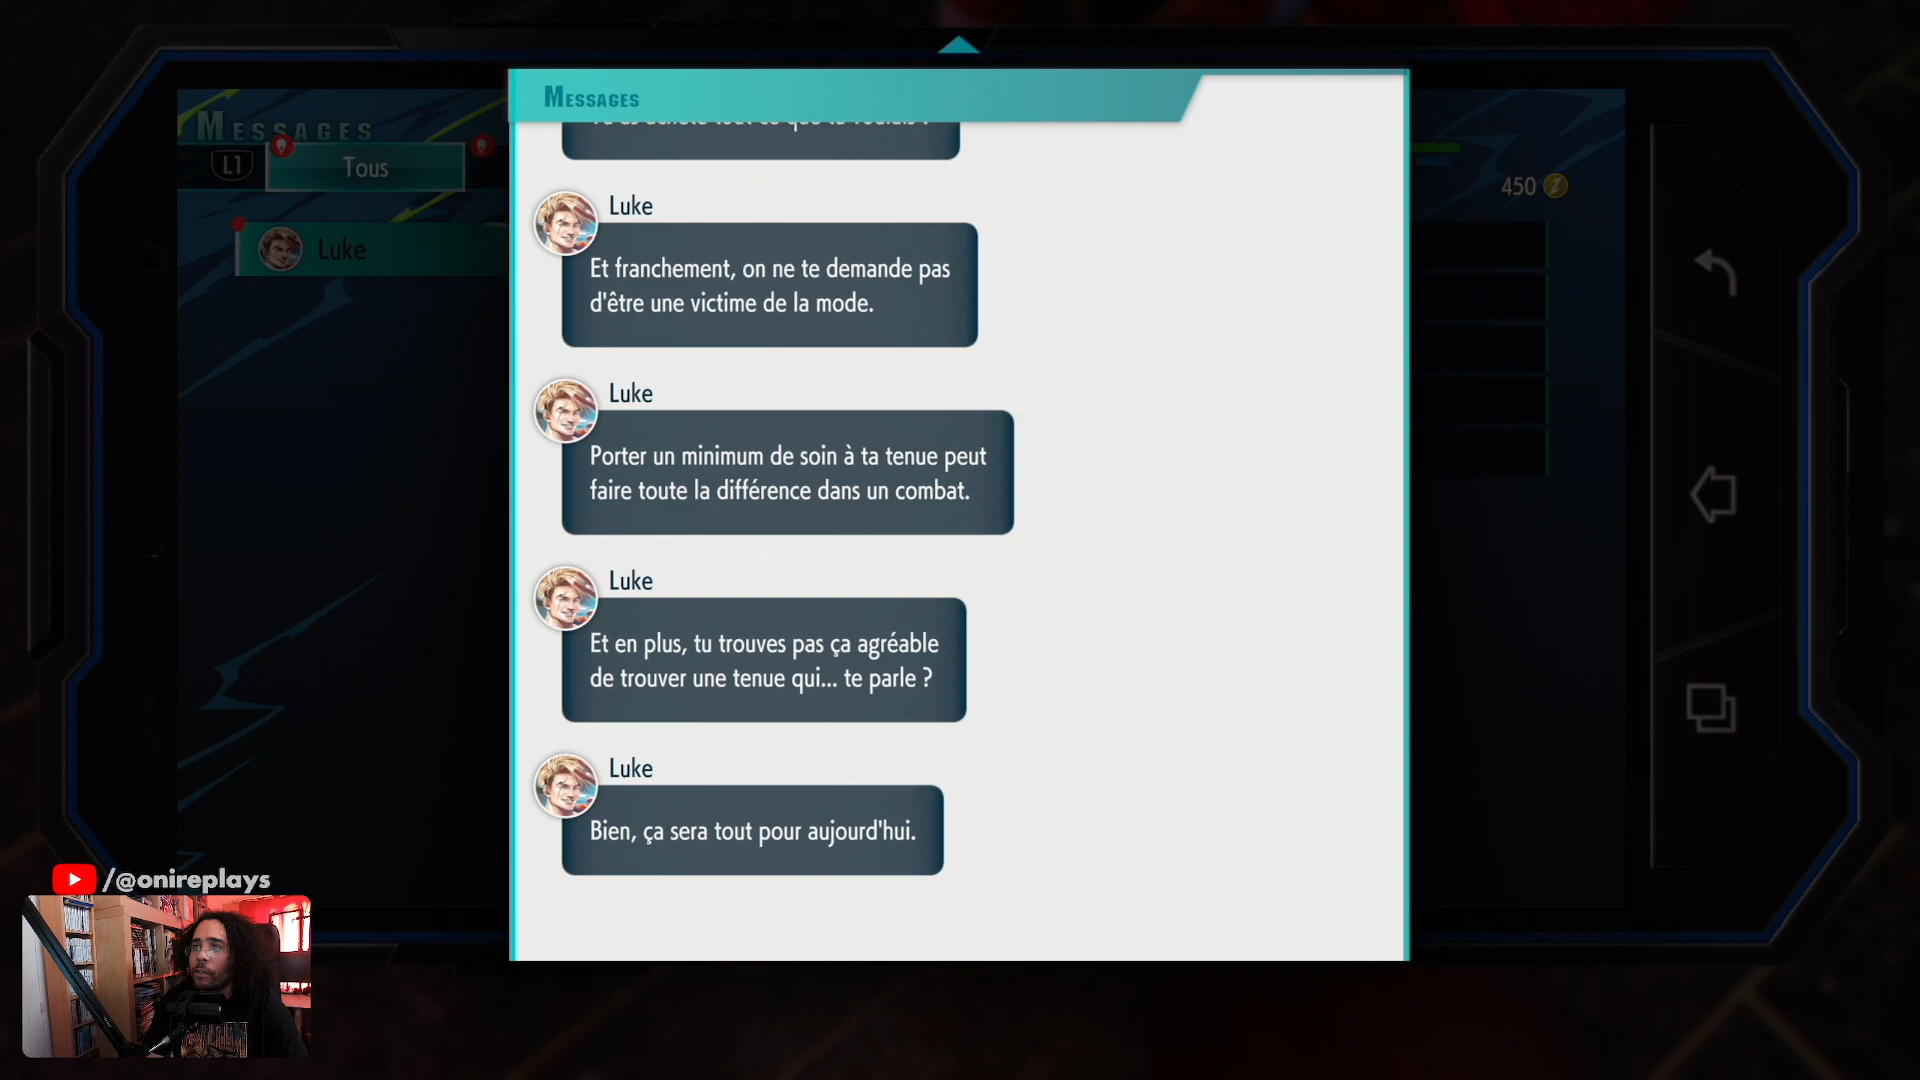 Messages
Messages
L1
Tous
450
Luke
Luke
Et franchement, on ne te demande pas
d'être une victime de la mode.
Luke
Porter un minimum de soin à ta tenue peut
faire toute la différence dans un combat.
Luke
Et en plus, tu trouves pas ça agréable
de trouver une tenue qui... te parle ?
Luke
Bien, ça sera tout pour aujourd'hui.
/@onireplays